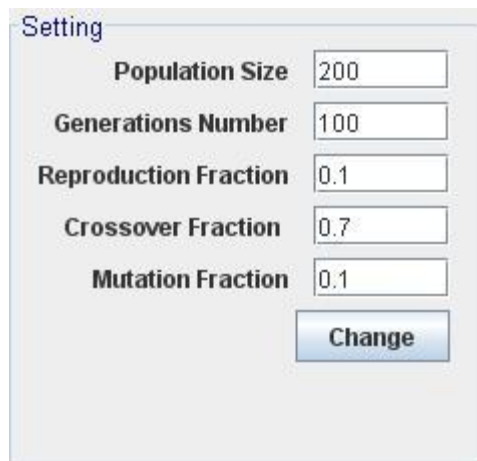 Setting
Population Size 200
Generations Number 100
Reproduction Fraction 0.1
Crossover Fraction 0.7
Mutation Fraction 0.1
Change